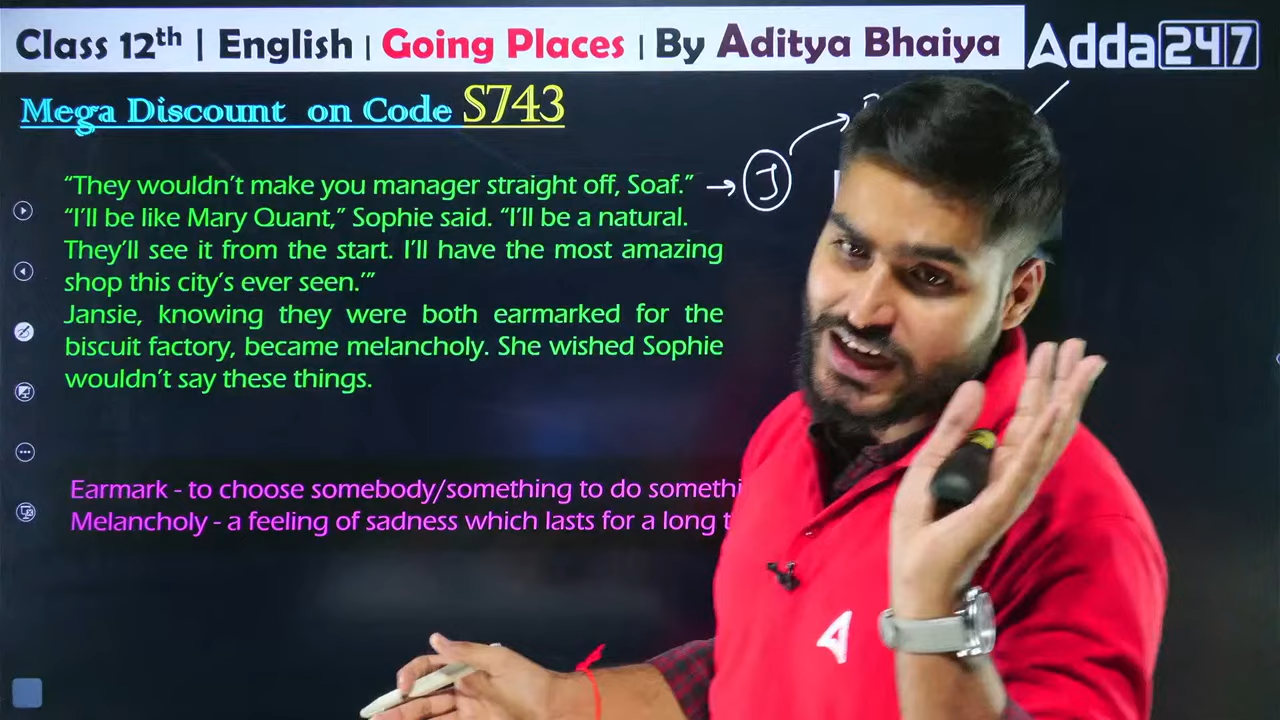 Class 12th | English | Going Places | By Aditya Bhaiya
Adda247
Mega Discount on Code S743
“They wouldn’t make you manager straight off, Soaf.” → J
“I’ll be like Mary Quant,” Sophie said. “I’ll be a natural.
They’ll see it from the start. I’ll have the most amazing
shop this city’s ever seen.’”
Jansie, knowing they were both earmarked for the
biscuit factory, became melancholy. She wished Sophie
wouldn’t say these things.
Earmark - to choose somebody/something to do
Melancholy - a feeling of sadness which lasts for a long